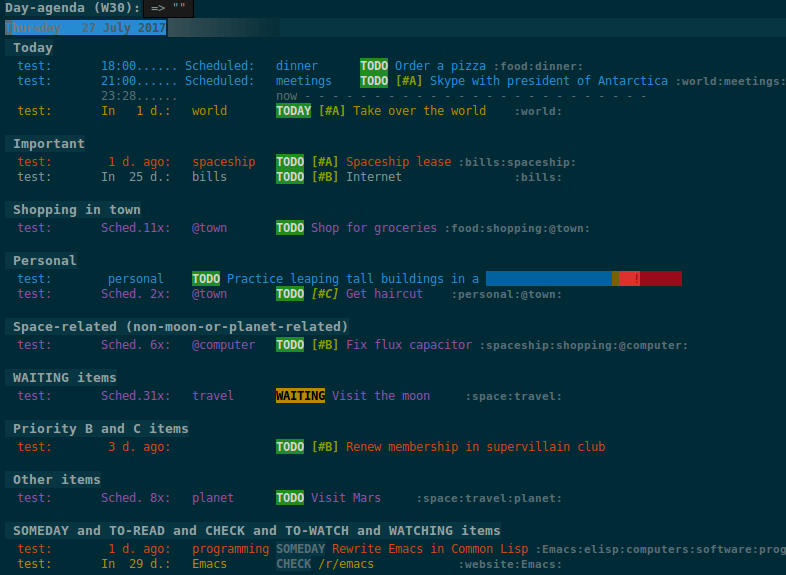 Day-agenda (W30): => ""
Thursday 27 July 2017
Today
test: 18:00...... Scheduled: dinner TODO Order a pizza :food:dinner:
test: 21:00...... Scheduled: meetings TODO [#A] Skype with president of Antarctica :world:meetings:
23:28...... now - - - - - - - - - - - - - - - - - - - - - - - - -
test: In 1 d.: world TODAY [#A] Take over the world :world:
Important
test: 1 d. ago: spaceship TODO [#A] Spaceship lease :bills:spaceship:
test: In 25 d.: bills TODO [#B] Internet :bills:
Shopping in town
test: Sched.11x: @town TODO Shop for groceries :food:shopping:@town:
Personal
test: personal TODO Practice leaping tall buildings in a !
test: Sched. 2x: @town TODO [#C] Get haircut :personal:@town:
Space-related (non-moon-or-planet-related)
test: Sched. 6x: @computer TODO [#B] Fix flux capacitor :spaceship:shopping:@computer:
WAITING items
test: Sched.31x: travel WAITING Visit the moon :space:travel:
Priority B and C items
test: 3 d. ago: TODO [#B] Renew membership in supervillain club
Other items
test: Sched. 8x: planet TODO Visit Mars :space:travel:planet:
SOMEDAY and TO-READ and CHECK and TO-WATCH and WATCHING items
test: 1 d. ago: programming SOMEDAY Rewrite Emacs in Common Lisp :Emacs:elisp:computers:software:prog
test: In 29 d.: Emacs CHECK /r/emacs :website:Emacs: